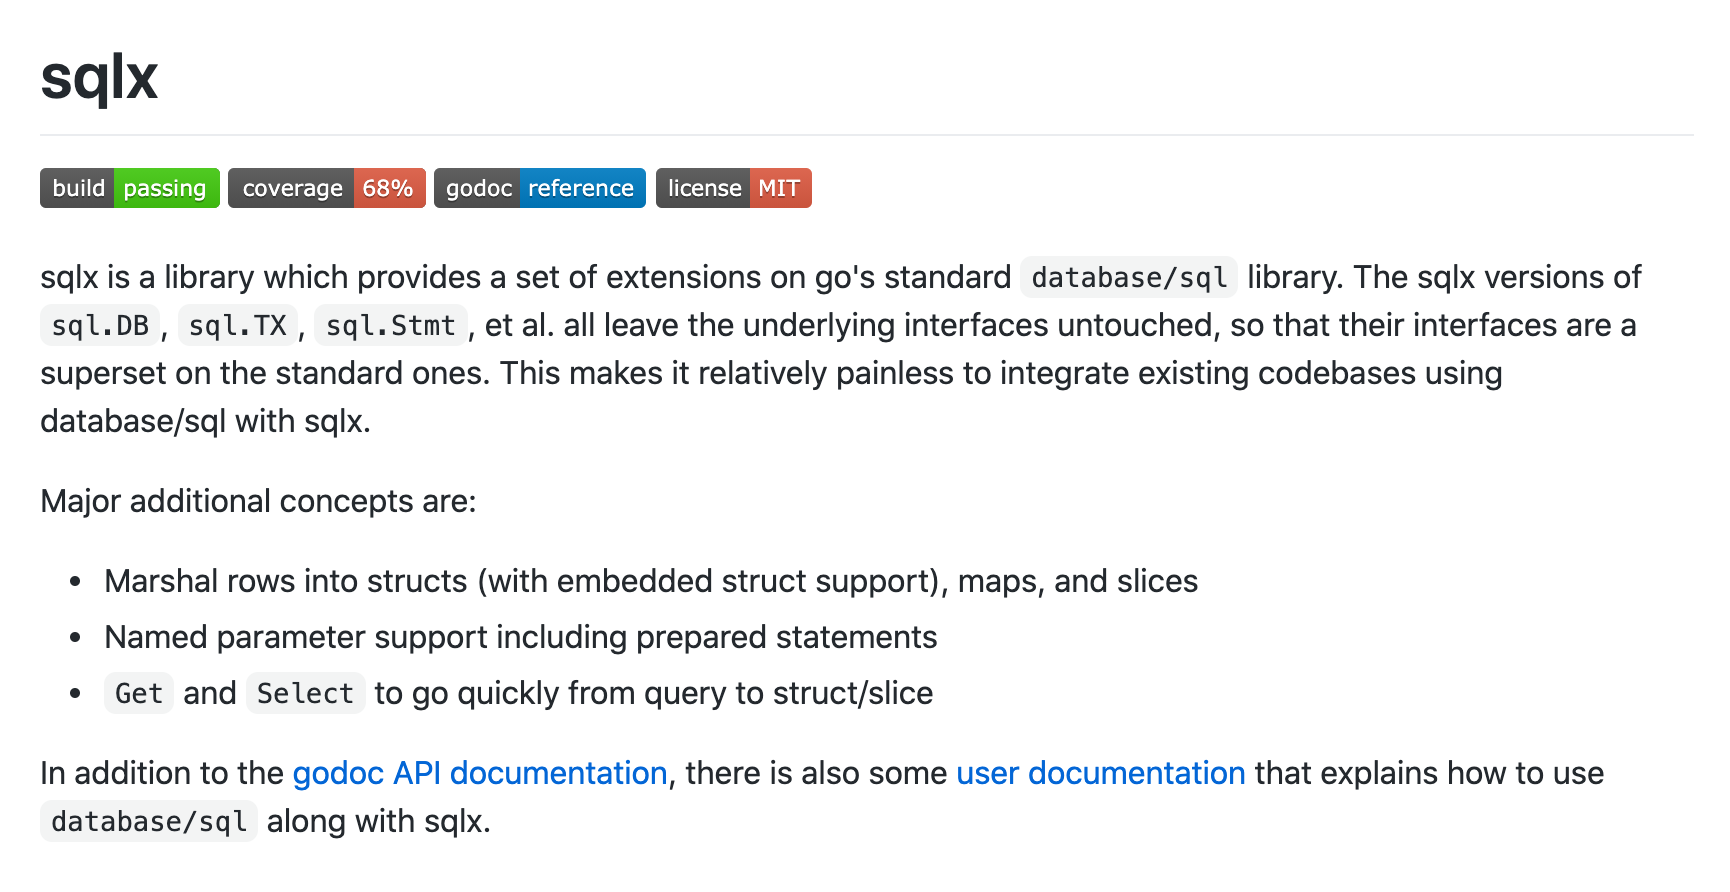 sqlx
build passing coverage 68% godoc reference license MIT
sqlx is a library which provides a set of extensions on go's standard database/sql library. The sqlx versions of
sql.DB, sql.TX, sql.Stmt, et al. all leave the underlying interfaces untouched, so that their interfaces are a
superset on the standard ones. This makes it relatively painless to integrate existing codebases using
database/sql with sqlx.
Major additional concepts are:
• Marshal rows into structs (with embedded struct support), maps, and slices
• Named parameter support including prepared statements
• Get and Select to go quickly from query to struct/slice
In addition to the godoc API documentation, there is also some user documentation that explains how to use
database/sql along with sqlx.